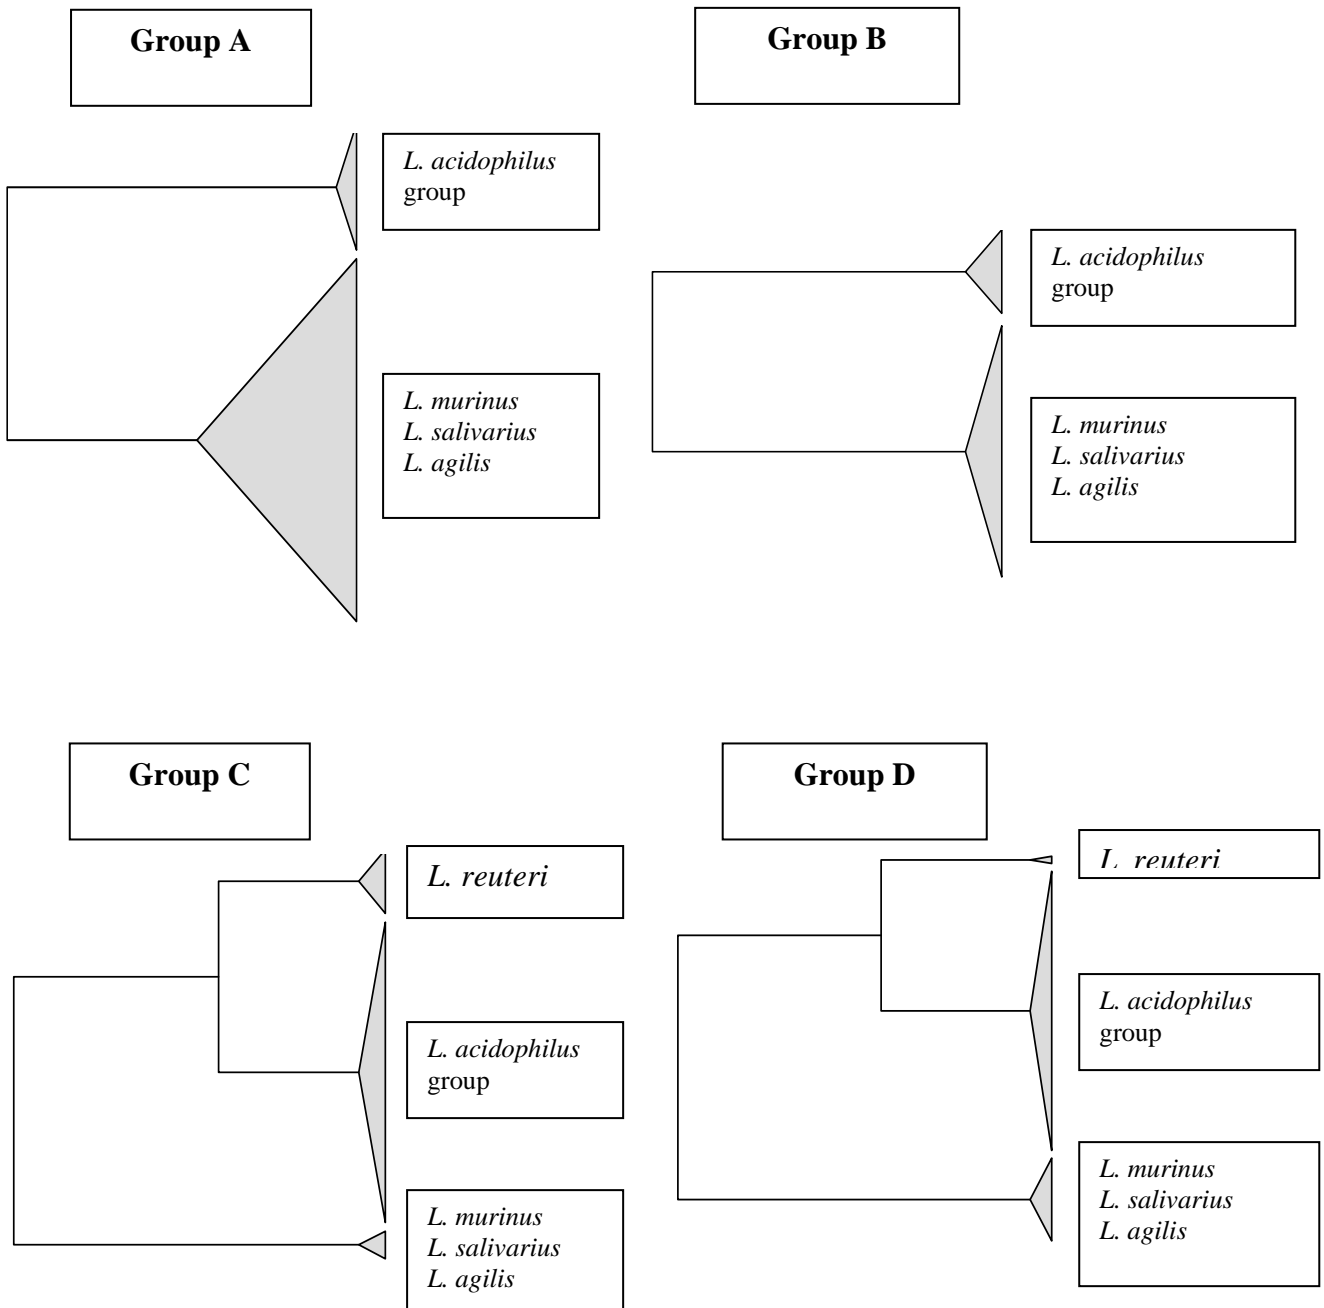 Group A
L. acidophilus
group
L. murinus
L. salivarius
L. agilis
Group B
L. acidophilus
group
L. murinus
L. salivarius
L. agilis
Group C
L. reuteri
L. acidophilus
group
L. murinus
L. salivarius
L. agilis
Group D
L. reuteri
L. acidophilus
group
L. murinus
L. salivarius
L. agilis